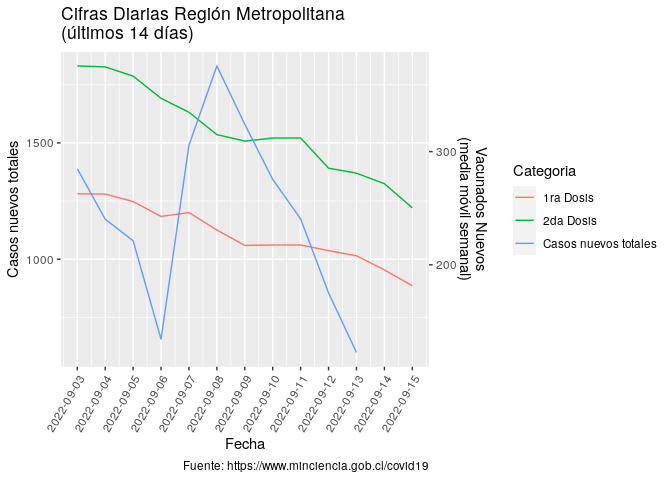 Cifras Diarias Región Metropolitana
(últimos 14 días)
Casos nuevos totales
1500
1000
300
200
Vacunados Nuevos
(media móvil semanal)
Categoria
1ra Dosis
2da Dosis
Casos nuevos totales
2022-09-03
2022-09-04
2022-09-05
2022-09-06
2022-09-07
2022-09-08
2022-09-09
2022-09-10
2022-09-11
2022-09-12
2022-09-13
2022-09-14
2022-09-15
Fecha
Fuente: https://www.minciencia.gob.cl/covid19